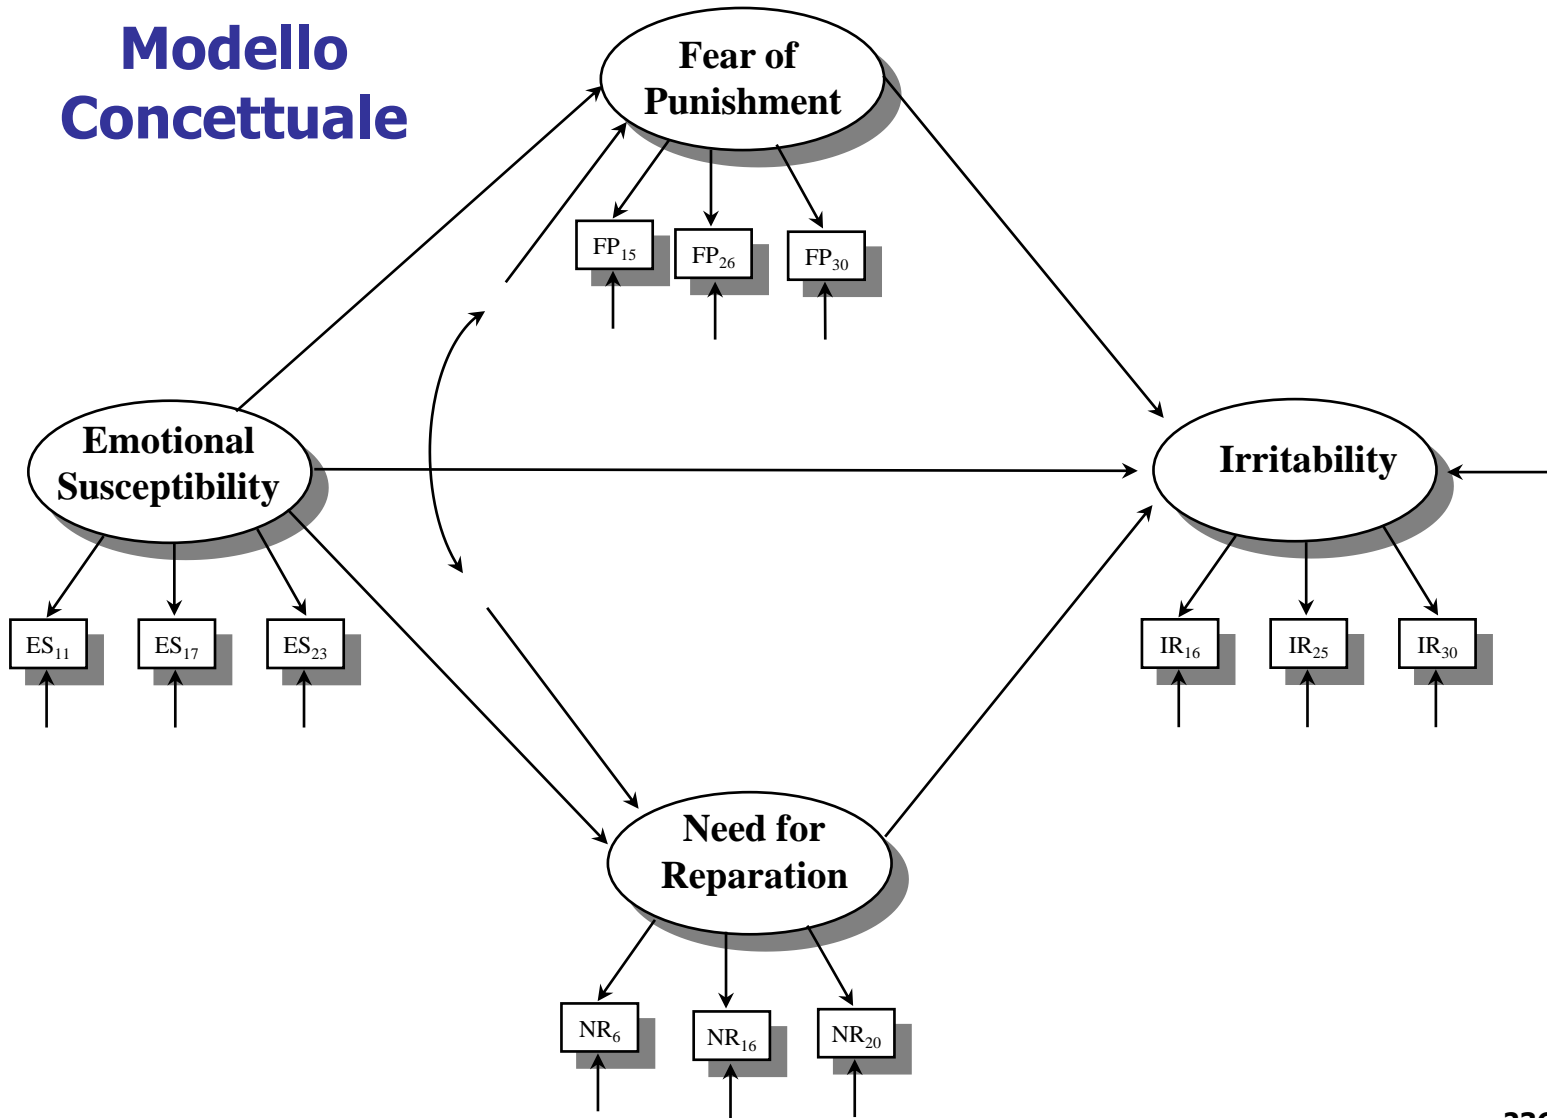 Modello
Concettuale
Fear of
Punishment
FP₁₅
FP₂₆
FP₃₀
Emotional
Susceptibility
Irritability
ES₁₁
ES₁₇
ES₂₃
IR₁₆
IR₂₅
IR₃₀
Need for
Reparation
NR₆
NR₁₆
NR₂₀